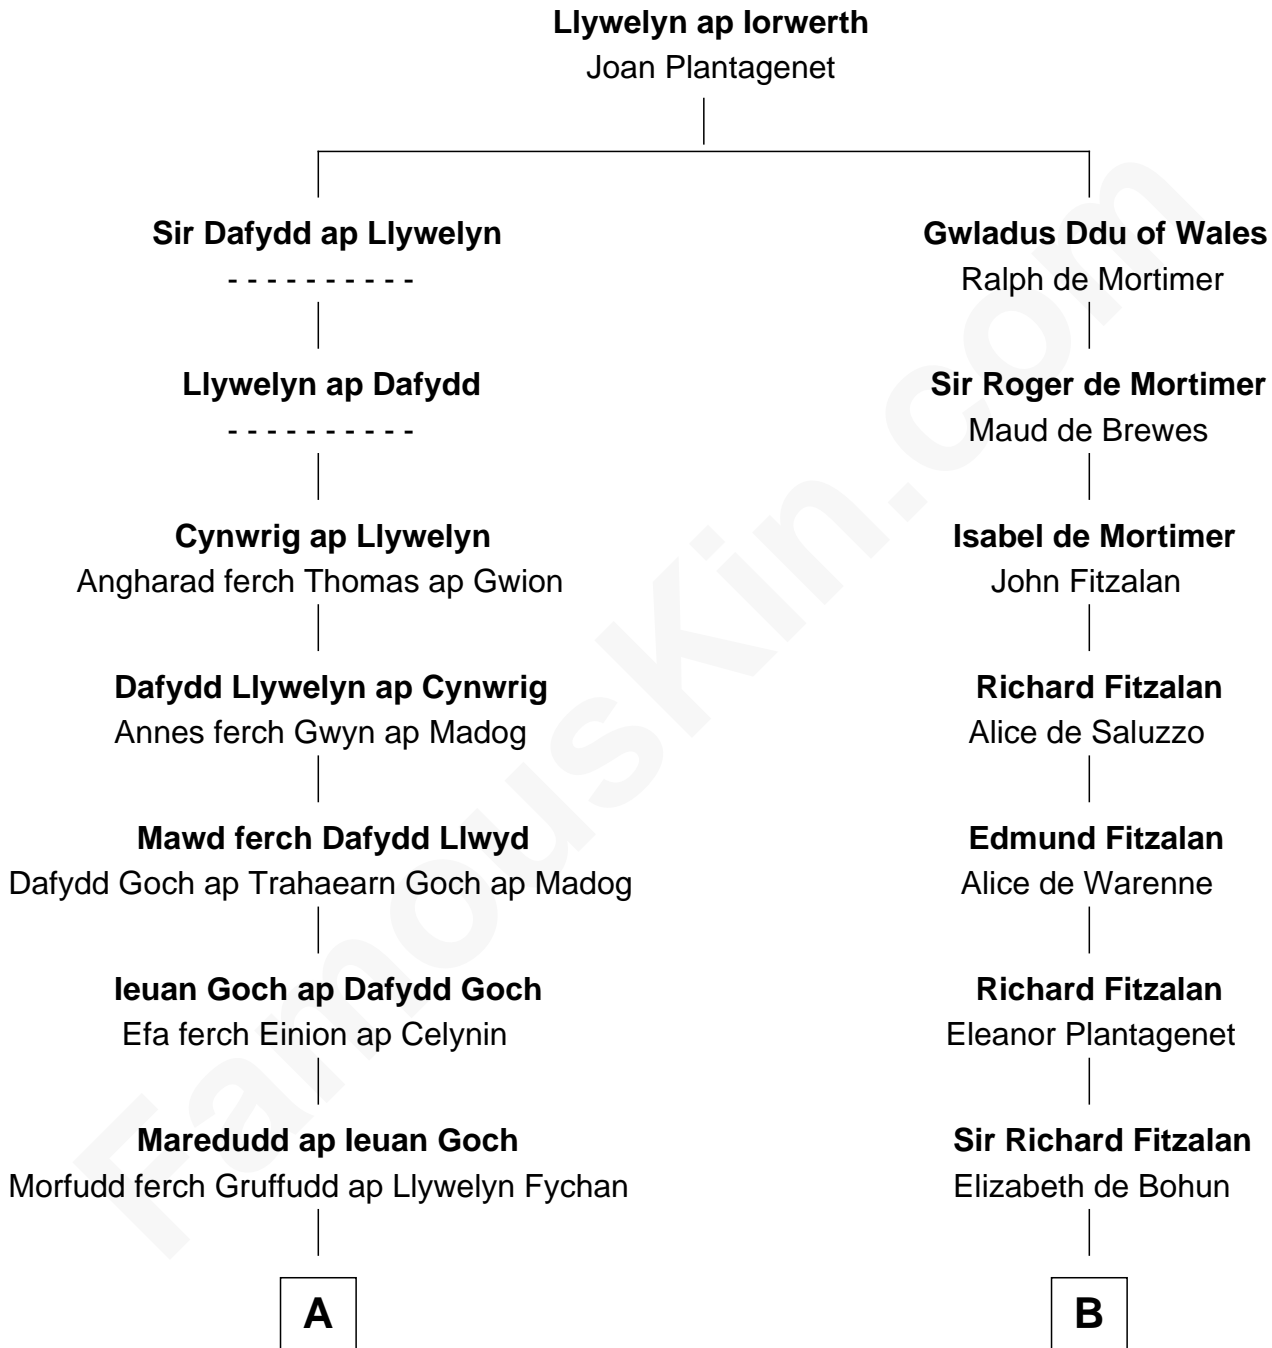 Llywelyn ap Iorwerth
Joan Plantagenet
Sir Dafydd ap Llywelyn
- - - - - - - - - -
Gwladus Ddu of Wales
Ralph de Mortimer
Llywelyn ap Dafydd
- - - - - - - - - -
Sir Roger de Mortimer
Maud de Brewes
Cynwrig ap Llywelyn
Angharad ferch Thomas ap Gwion
Isabel de Mortimer
John Fitzalan
Dafydd Llywelyn ap Cynwrig
Annes ferch Gwyn ap Madog
Richard Fitzalan
Alice de Saluzzo
Mawd ferch Dafydd Llwyd
Dafydd Goch ap Trahaearn Goch ap Madog
Edmund Fitzalan
Alice de Warenne
Ieuan Goch ap Dafydd Goch
Efa ferch Einion ap Celynin
Richard Fitzalan
Eleanor Plantagenet
Maredudd ap Ieuan Goch
Morfudd ferch Gruffudd ap Llywelyn Fychan
Sir Richard Fitzalan
Elizabeth de Bohun
A
B
FamousKin.com